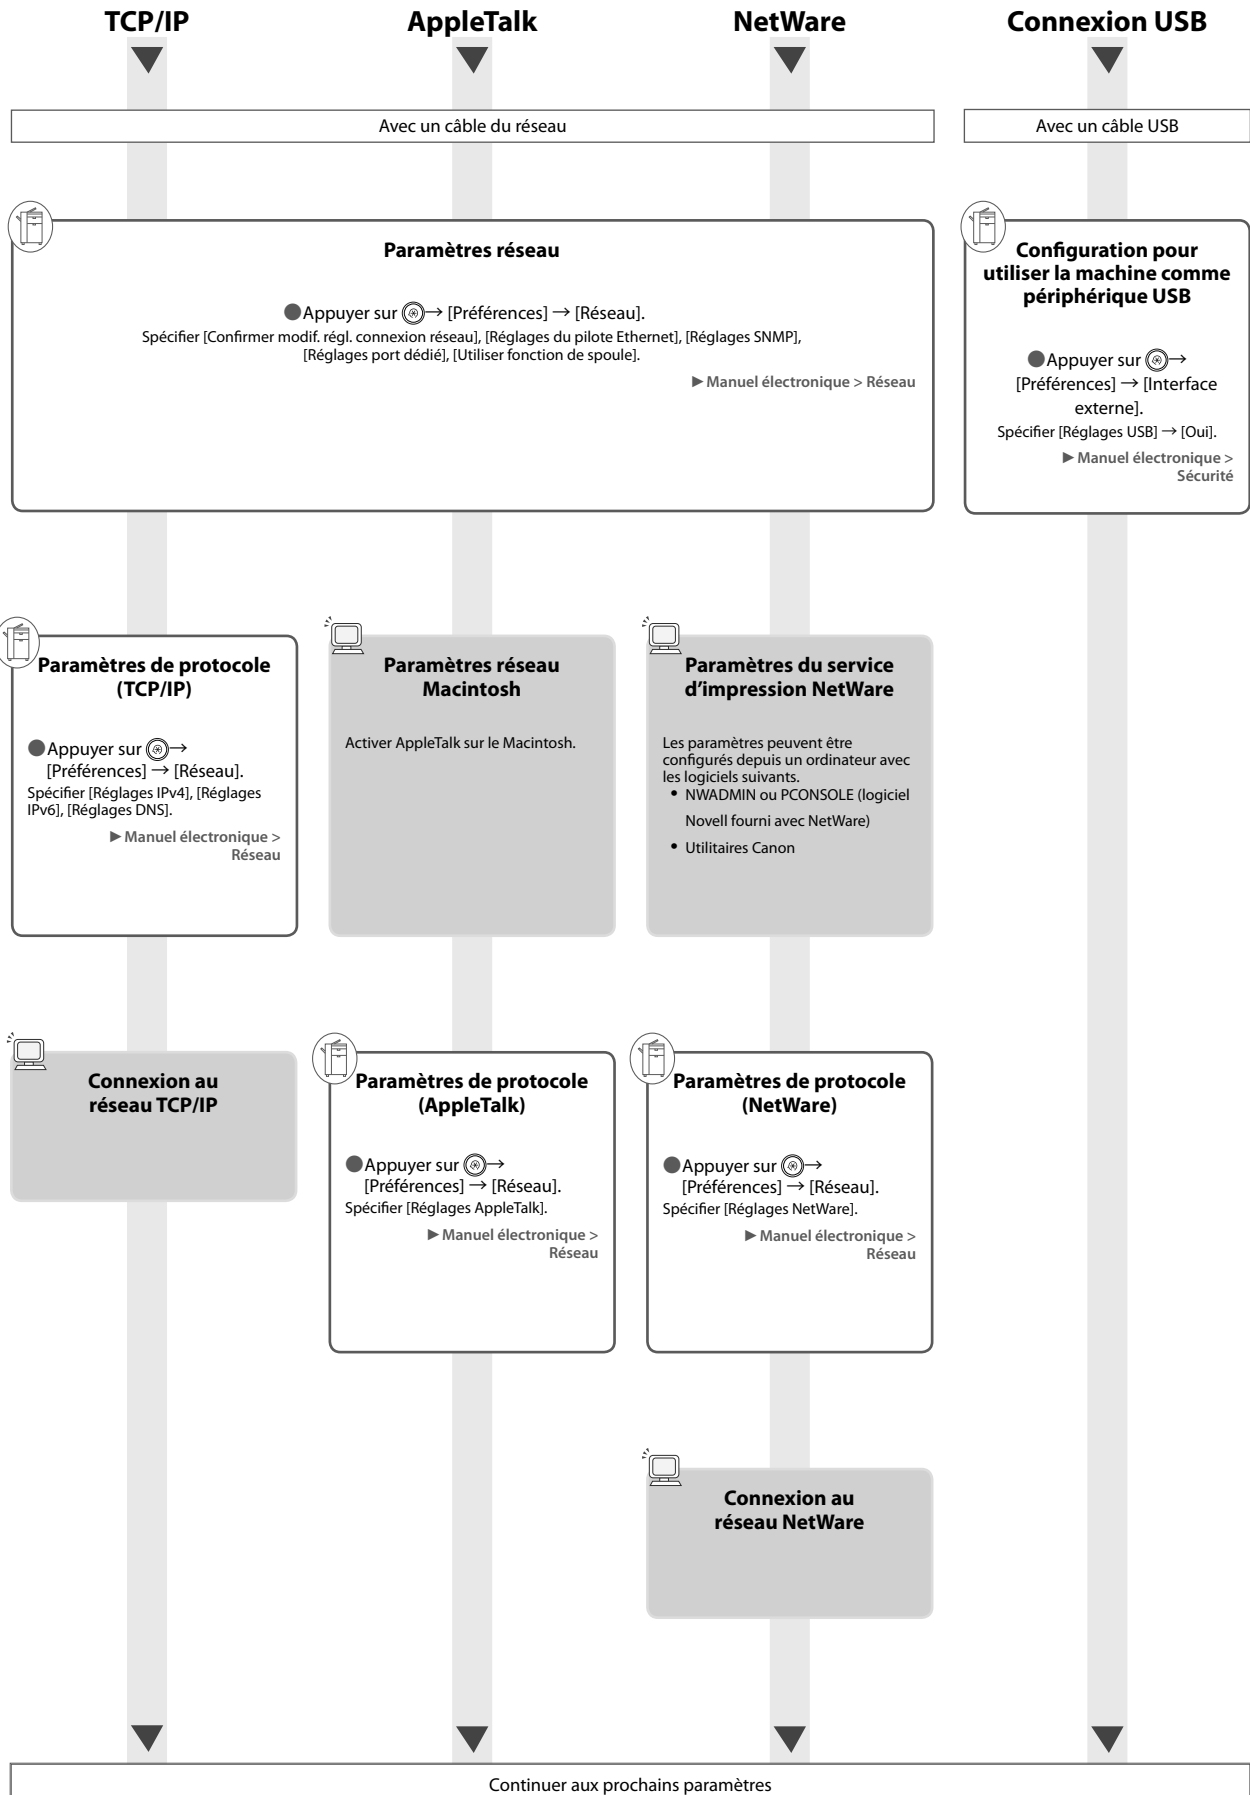 TCP/IP
AppleTalk
NetWare
Connexion USB
Avec un câble du réseau
Avec un câble USB
Paramètres réseau
●Appuyer sur → [Préférences] → [Réseau].
Spécifier [Confirmer modif. régl. connexion réseau], [Réglages du pilote Ethernet], [Réglages SNMP],
[Réglages port dédié], [Utiliser fonction de spoule].
►Manuel électronique > Réseau
Configuration pour
utiliser la machine comme
périphérique USB
●Appuyer sur →
[Préférences] → [Interface
externe].
Spécifier [Réglages USB] → [Oui].
►Manuel électronique >
Sécurité
Paramètres de protocole
(TCP/IP)
●Appuyer sur →
[Préférences] → [Réseau].
Spécifier [Réglages IPv4], [Réglages
IPv6], [Réglages DNS].
►Manuel électronique >
Réseau
Paramètres réseau
Macintosh
Activer AppleTalk sur le Macintosh.
Paramètres du service
d'impression NetWare
Les paramètres peuvent être
configurés depuis un ordinateur avec
les logiciels suivants.
• NWADMIN ou PCONSOLE (logiciel
Novell fourni avec NetWare)
• Utilitaires Canon
Connexion au
réseau TCP/IP
Paramètres de protocole
(AppleTalk)
●Appuyer sur →
[Préférences] → [Réseau].
Spécifier [Réglages AppleTalk].
►Manuel électronique >
Réseau
Paramètres de protocole
(NetWare)
●Appuyer sur →
[Préférences] → [Réseau].
Spécifier [Réglages NetWare].
►Manuel électronique >
Réseau
Connexion au
réseau NetWare
Continuer aux prochains paramètres